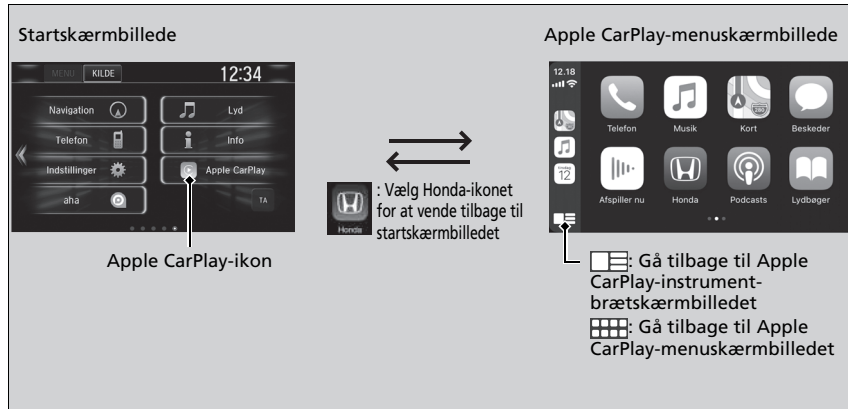 Startskærmbillede
MENU KILDE 12:34
Navigation
Lyd
Telefon
Info
Indstillinger
Apple CarPlay
aha
TA
Apple CarPlay-ikon
Honda
: Vælg Honda-ikonet
for at vende tilbage til
startskærmbilledet
Apple CarPlay-menuskærmbillede
12.18
12
280
Telefon Musik Kort Beskeder
Afspiller nu Honda Podcasts Lydbøger
: Gå tilbage til Apple
CarPlay-instrument-
brætskærmbilledet
: Gå tilbage til Apple
CarPlay-menuskærmbilledet